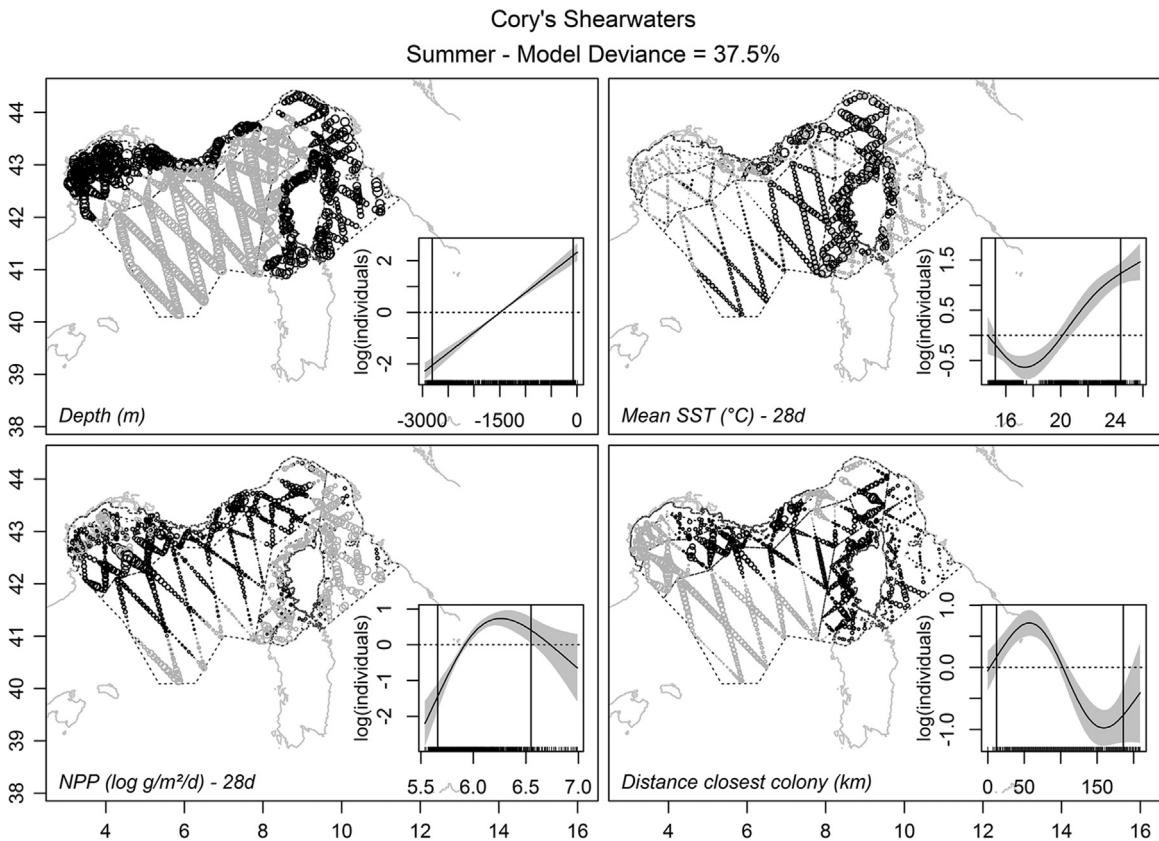 Cory's Shearwaters
Summer - Model Deviance = 37.5%
44
43
42
41
40
39
38
log(individuals)
2
0
-2
-3000 -1500 0
Depth (m)
log(individuals)
1.5
0.5
-0.5
16 20 24
Mean SST (°C) - 28d
44
43
42
41
40
39
38
log(individuals)
1
0
-1
-2
5.5 6.0 6.5 7.0
NPP (log g/m²/d) - 28d
log(individuals)
1.0
0.0
-1.0
0 50 150
Distance closest colony (km)
4 6 8 10 12 14 16
4 6 8 10 12 14 16